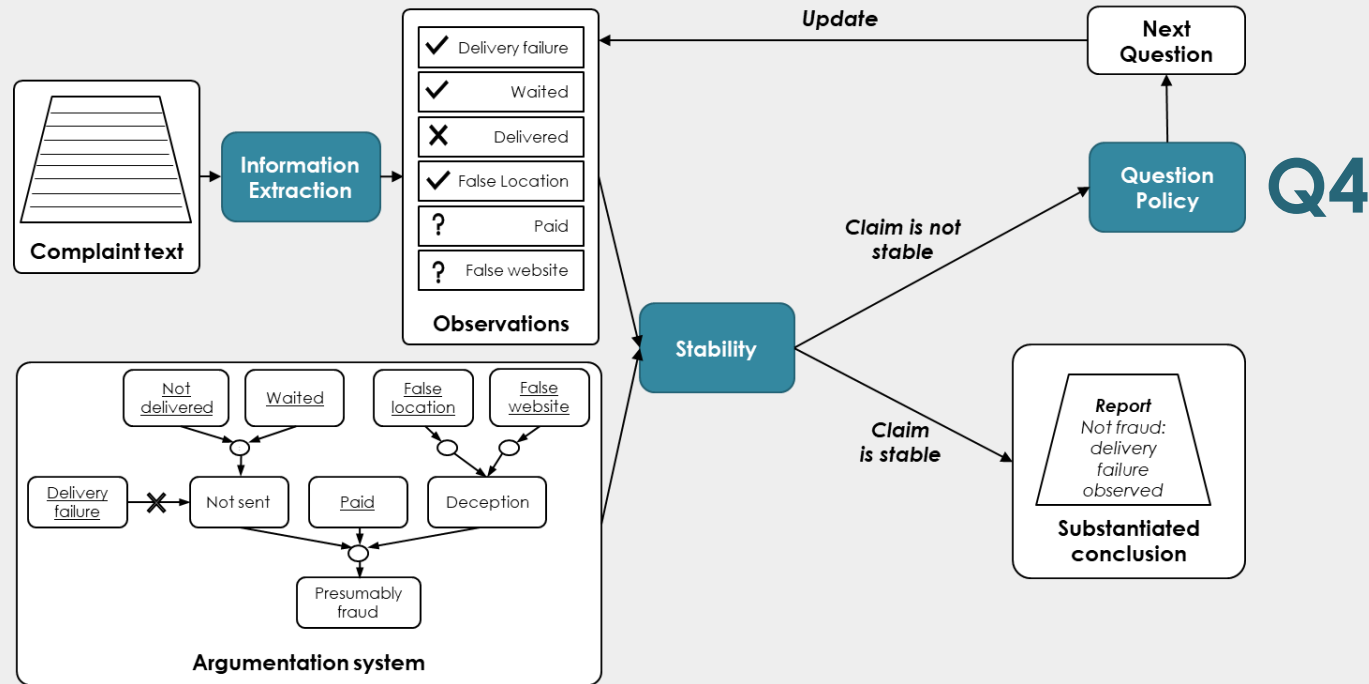 Complaint text
Information
Extraction
✓ Delivery failure
✓ Waited
✗ Delivered
✓ False Location
? Paid
? False website
Observations
Update
Next
Question
Question
Policy
Q4
Claim is not
stable
Stability
Claim
is stable
Report
Not fraud:
delivery
failure
observed
Substantiated
conclusion
Not
delivered
Waited
False
location
False
website
Delivery
failure
Not sent
Paid
Deception
Presumably
fraud
Argumentation system